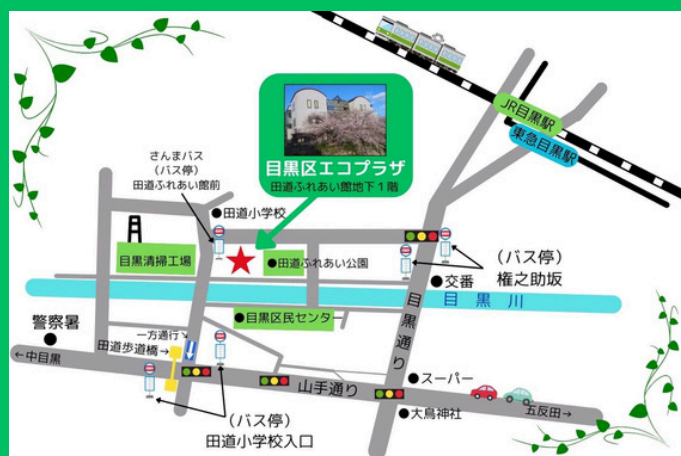 JR目黒駅
東急目黒駅
目黒区エコプラザ
田道ふれあい館地下1階
さんまバス
(バス停)
田道ふれあい館前
●田道小学校
目黒清掃工場
●田道ふれあい公園
(バス停)
権之助坂
●交番
目黒川
目黒通り
●目黒区民センター
警察署
●
←中目黒
一方通行↘
田道歩道橋→
山手通り
●スーパー
●大鳥神社
五反田→
(バス停)
田道小学校入口